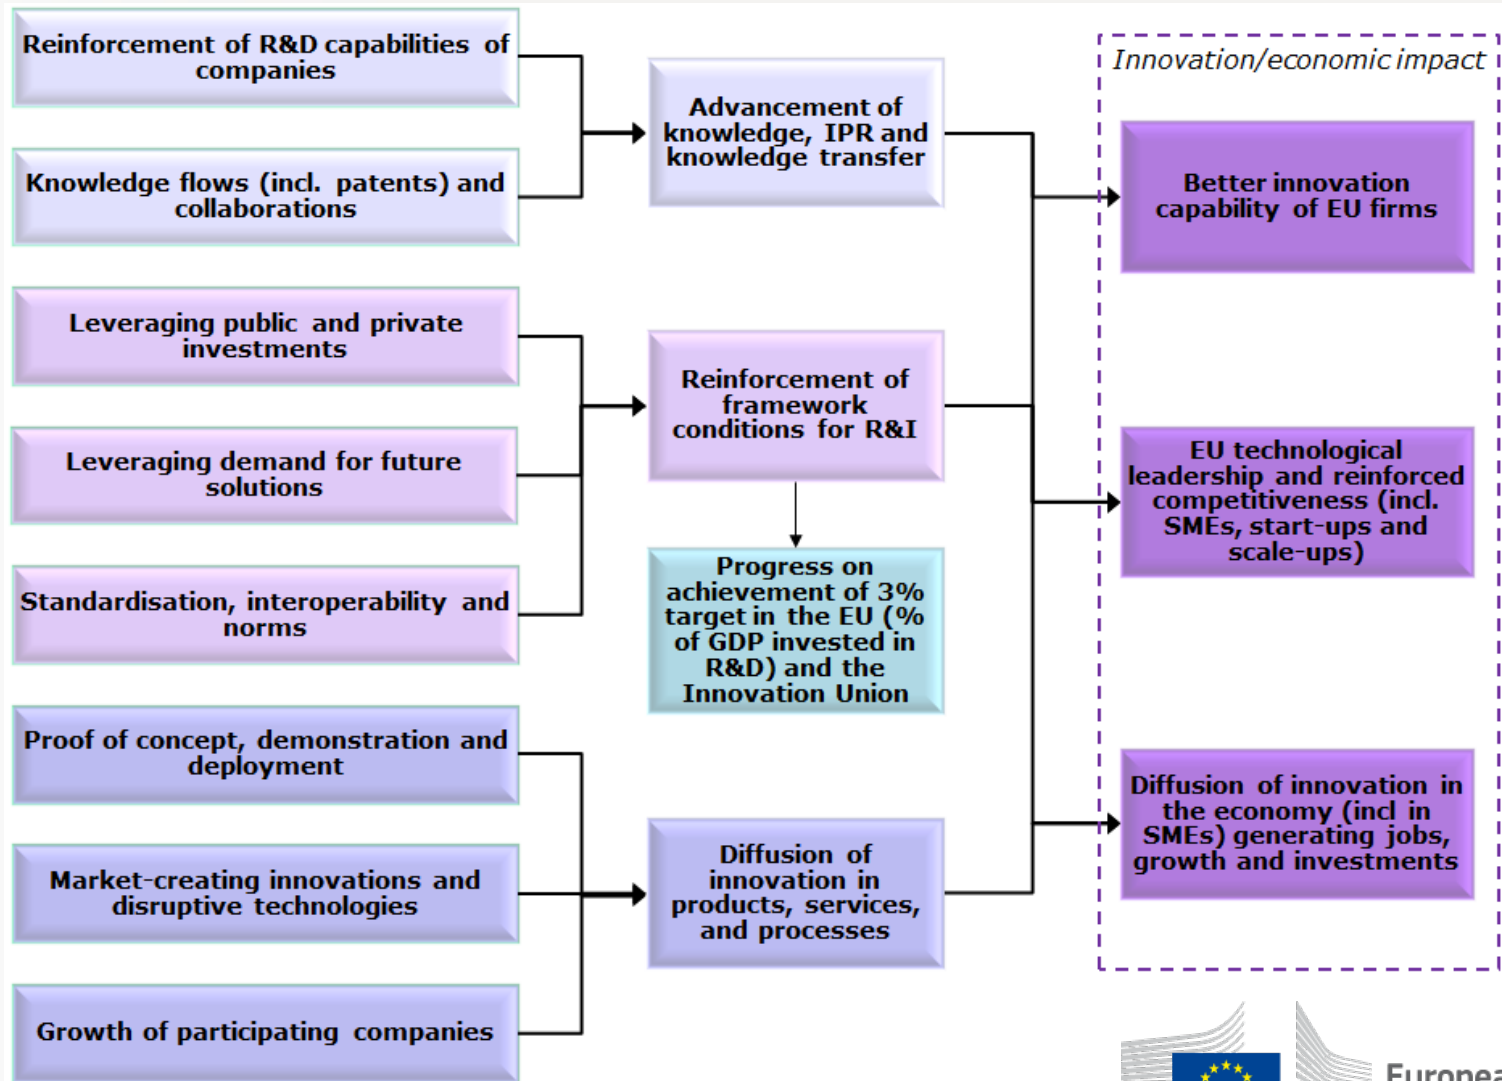 Reinforcement of R&D capabilities of
companies
Knowledge flows (incl. patents) and
collaborations
Leveraging public and private
investments
Leveraging demand for future
solutions
Standardisation, interoperability and
norms
Proof of concept, demonstration and
deployment
Market-creating innovations and
disruptive technologies
Growth of participating companies
Advancement of
knowledge, IPR and
knowledge transfer
Reinforcement of
framework
conditions for R&I
Progress on
achievement of 3%
target in the EU (%
of GDP invested in
R&D) and the
Innovation Union
Diffusion of
innovation in
products, services,
and processes
Innovation/economic impact
Better innovation
capability of EU firms
EU technological
leadership and reinforced
competitiveness (incl.
SMEs, start-ups and
scale-ups)
Diffusion of innovation in
the economy (incl in
SMEs) generating jobs,
growth and investments